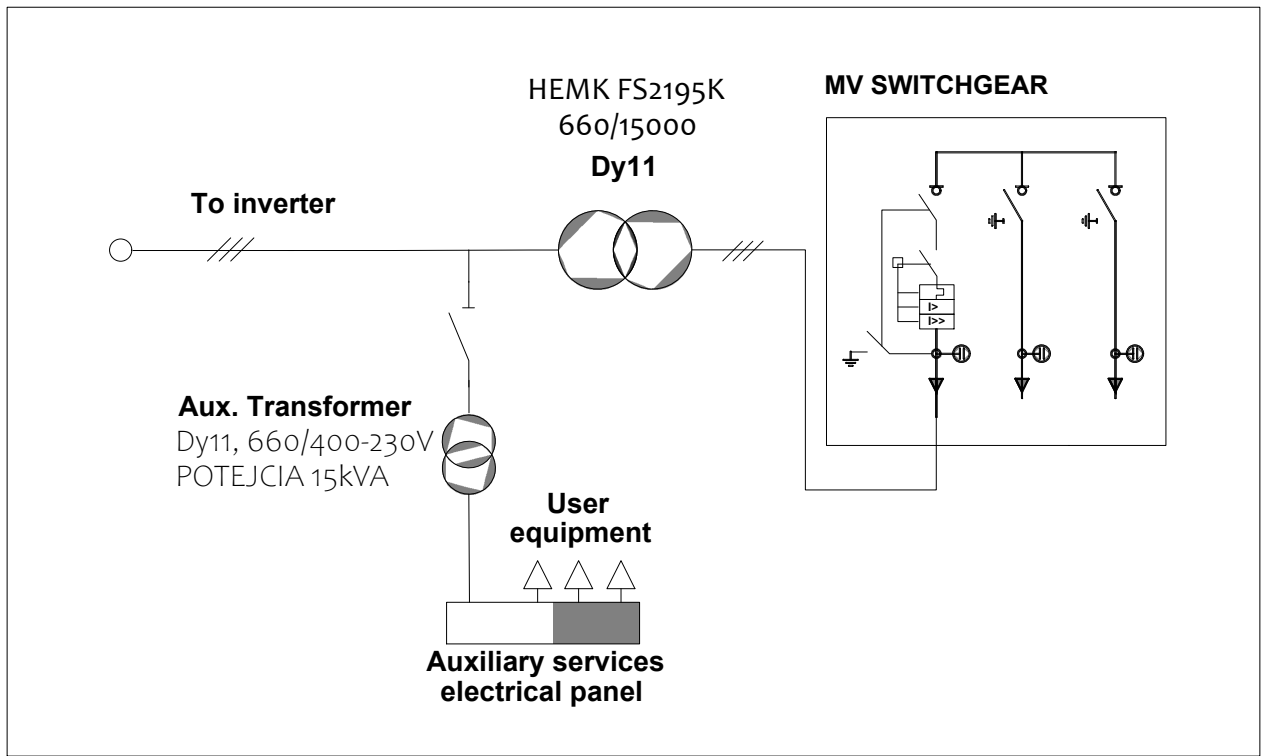 HEMK FS2195K
660/15000
Dy11
MV SWITCHGEAR
To inverter
I>
I>>
Aux. Transformer
Dy11, 660/400-230V
POTEJCIA 15kVA
User
equipment
Auxiliary services
electrical panel